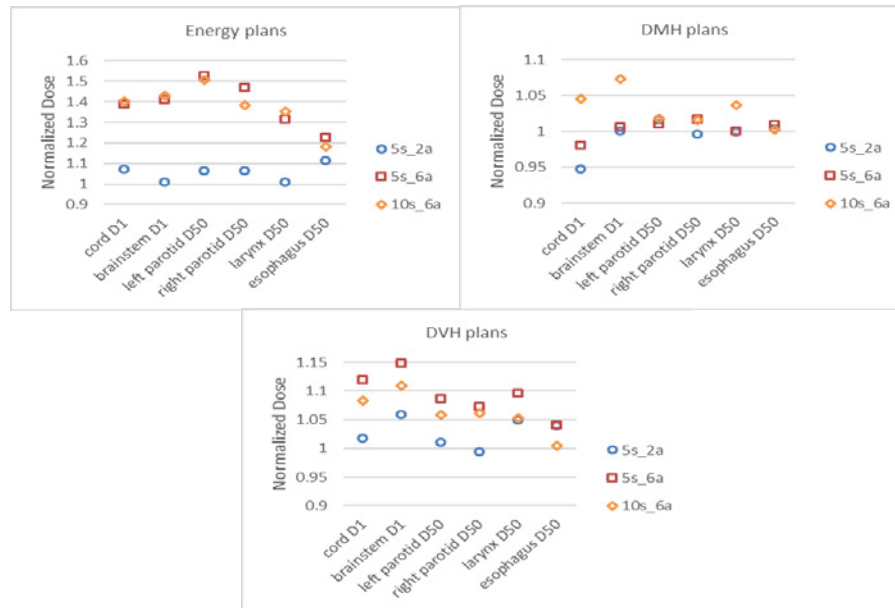 Energy plans
Normalized Dose
1.6
1.5
1.4
1.3
1.2
1.1
1
0.9
cord D1
brainstem D1
left parotid D50
right parotid D50
larynx D50
esophagus D50
5s_2a
5s_6a
10s_6a
DMH plans
Normalized Dose
1.1
1.05
1
0.95
0.9
cord D1
brainstem D1
left parotid D50
right parotid D50
larynx D50
esophagus D50
5s_2a
5s_6a
10s_6a
DVH plans
Normalized Dose
1.15
1.1
1.05
1
0.95
0.9
cord D1
brainstem D1
left parotid D50
right parotid D50
larynx D50
esophagus D50
5s_2a
5s_6a
10s_6a